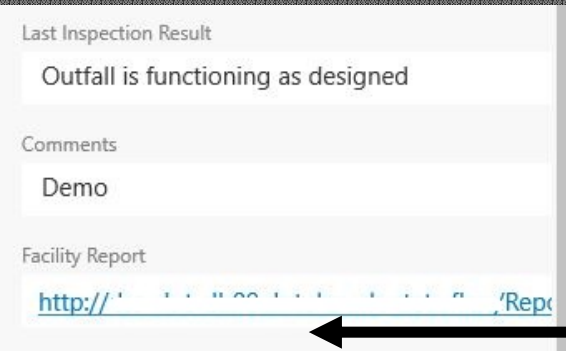 Last Inspection Result
Outfall is functioning as designed
Comments
Demo
Facility Report
http://